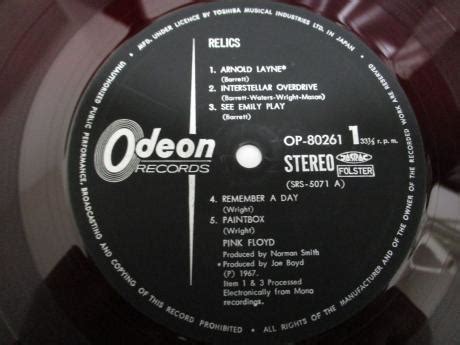 MFD. UNDER LICENCE BY TOSHIBA MUSICAL INDUSTRIES LTD. IN JAPAN
RELICS
1. ARNOLD LAYNE*
(Barrett)
2. INTERSTELLAR OVERDRIVE
(Barrett-Waters-Wright-Mason)
3. SEE EMILY PLAY
(Barrett)
Odeon
RECORDS
OP-80261 1 33⅓ r. p. m.
STEREO
FOLSTER
(SRS-5071 A)
4. REMEMBER A DAY
(Wright)
5. PAINTBOX
(Wright)
PINK FLOYD
Produced by Norman Smith
*Produced by Jon Boyd
(P) 1967.
Item 1 & 3 Processed
Electronically from Mono
recordings.
UNAUTHORIZED PUBLIC PERFORMANCE, BROADCASTING AND COPYING OF THIS RECORD PROHIBITED
ALL RIGHTS OF THE MANUFACTURER AND OF THE OWNER OF THE RECORDED WORK ARE RESERVED